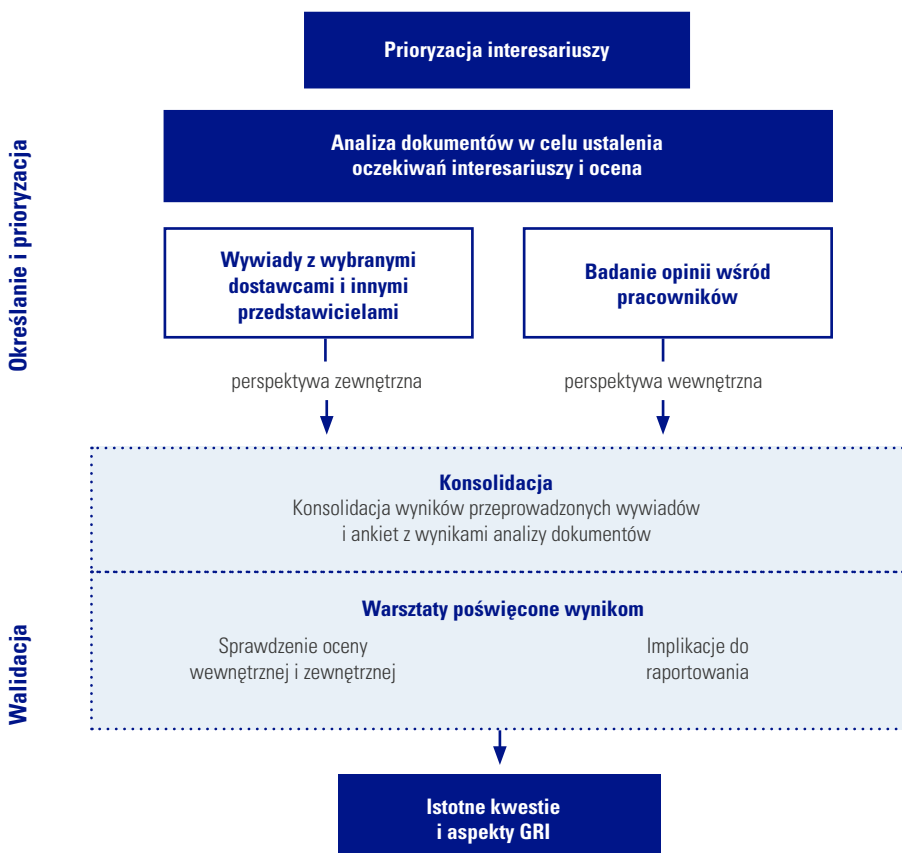 Prioryzacja interesariuszy
Określanie i prioryzacja
Analiza dokumentów w celu ustalenia
oczekiwań interesariuszy i ocena
Wywiady z wybranymi
dostawcami i innymi
przedstawicielami
Badanie opinii wśród
pracowników
perspektywa zewnętrzna
perspektywa wewnętrzna
Konsolidacja
Konsolidacja wyników przeprowadzonych wywiadów
i ankiet z wynikami analizy dokumentów
Walidacja
Warsztaty poświęcone wynikom
Sprawdzenie oceny
wewnętrznej i zewnętrznej
Implikacje do
raportowania
Istotne kwestie
i aspekty GRI